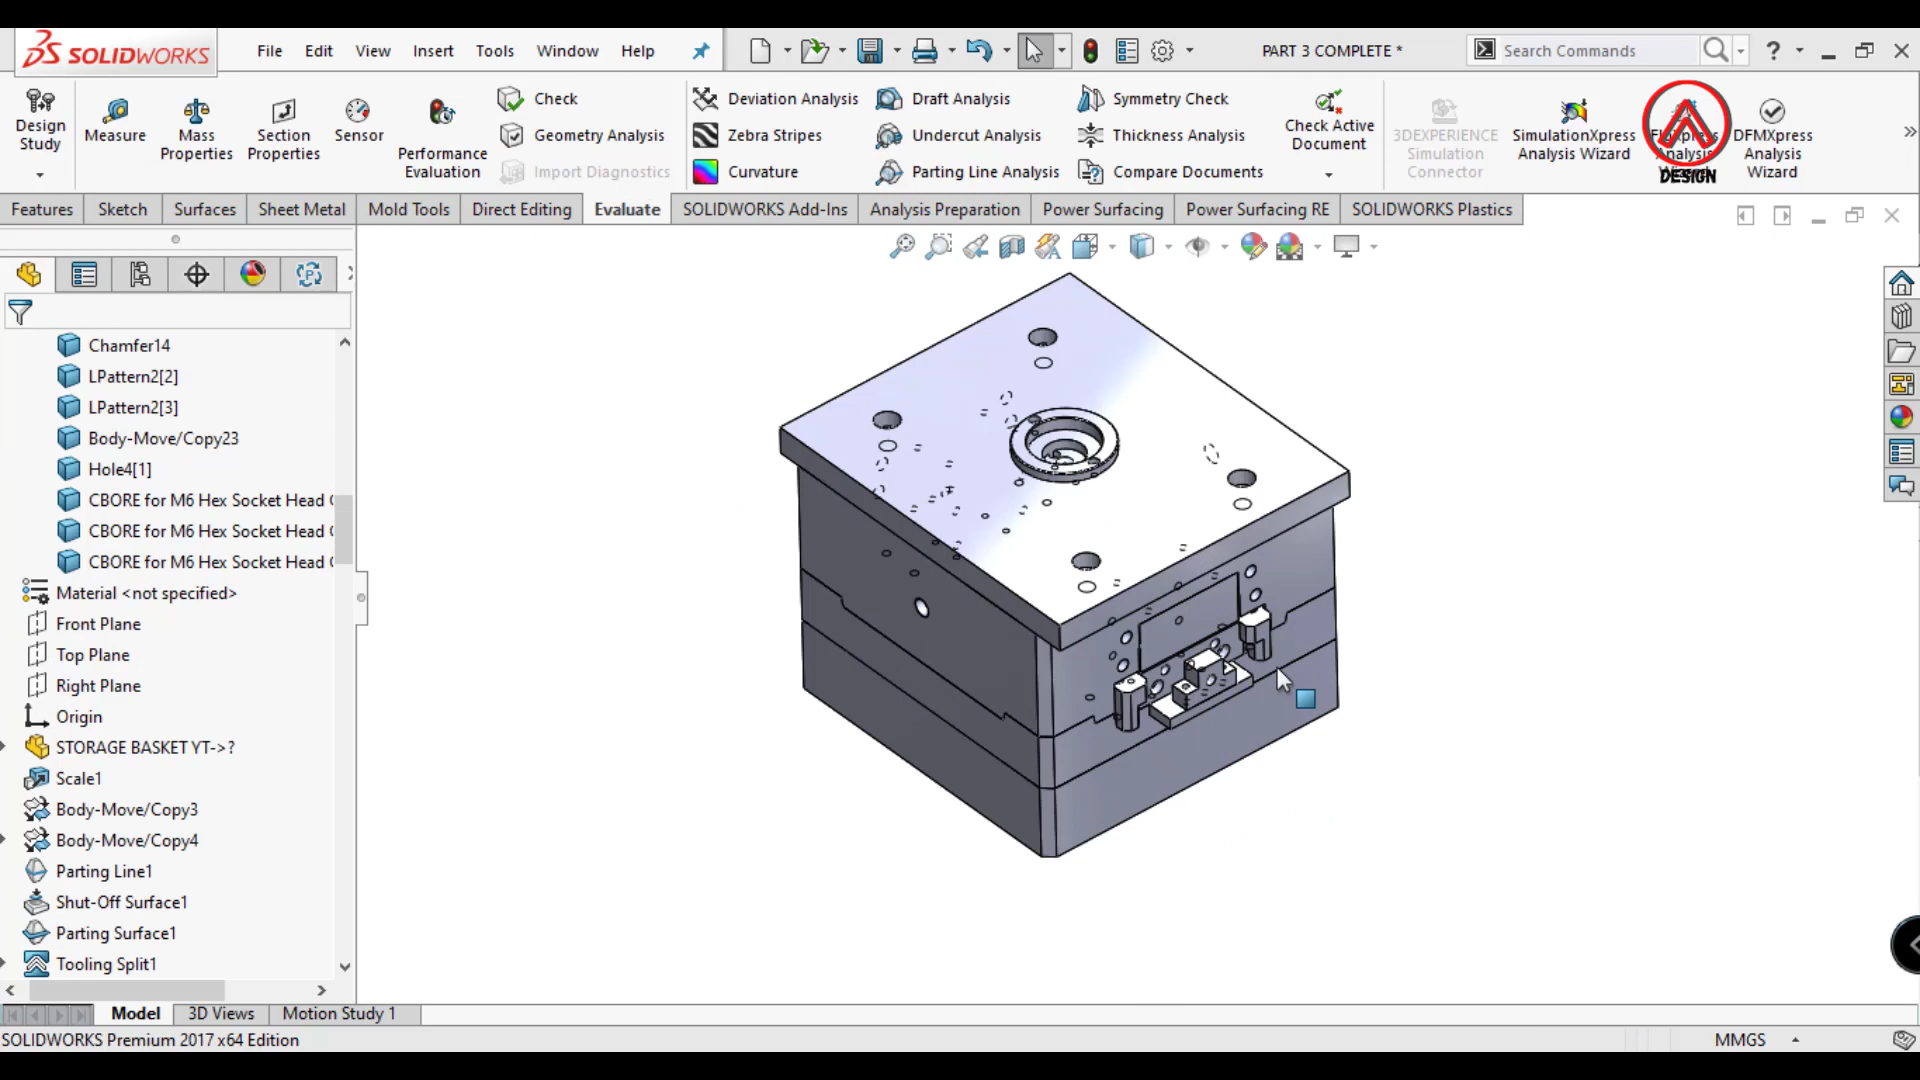 SOLIDWORKS
File Edit View Insert Tools Window Help
PART 3 COMPLETE *
Search Commands
?
Design Study
Measure
Mass Properties
Section Properties
Sensor
Performance Evaluation
Check
Geometry Analysis
Import Diagnostics
Deviation Analysis
Zebra Stripes
Curvature
Draft Analysis
Undercut Analysis
Parting Line Analysis
Symmetry Check
Thickness Analysis
Compare Documents
Check Active Document
3DEXPERIENCE Simulation Connector
SimulationXpress Analysis Wizard
Analysis
DESIGN
DFMXpress Analysis Wizard
Features Sketch Surfaces Sheet Metal Mold Tools Direct Editing Evaluate SOLIDWORKS Add-Ins Analysis Preparation Power Surfacing Power Surfacing RE SOLIDWORKS Plastics
Chamfer14
LPattern2[2]
LPattern2[3]
Body-Move/Copy23
Hole4[1]
CBORE for M6 Hex Socket Head
CBORE for M6 Hex Socket Head
CBORE for M6 Hex Socket Head
Material <not specified>
Front Plane
Top Plane
Right Plane
Origin
STORAGE BASKET YT->?
Scale1
Body-Move/Copy3
Body-Move/Copy4
Parting Line1
Shut-Off Surface1
Parting Surface1
Tooling Split1
Model 3D Views Motion Study 1
SOLIDWORKS Premium 2017 x64 Edition
MMGS